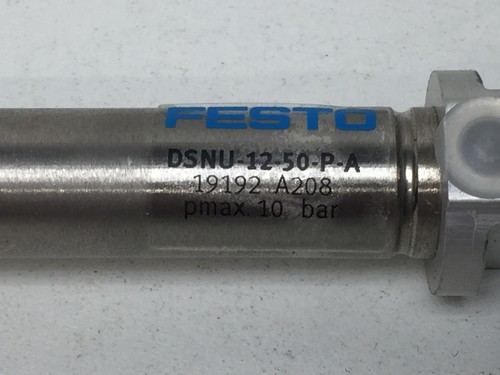 FESTO
DSNU-12-50-P-A
19192 A208
pmax. 10 bar